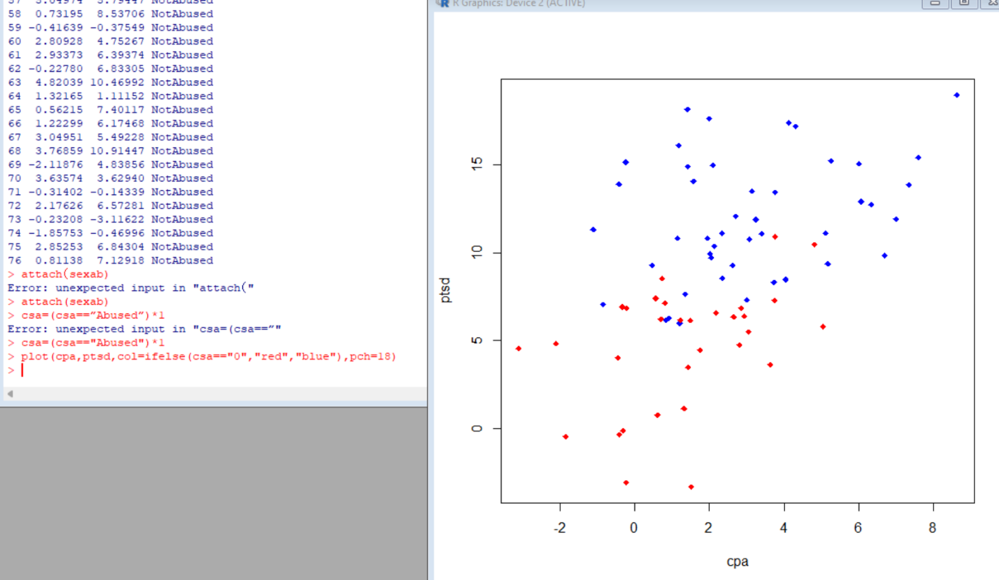 57 5.04974 5.79447 NotAbused
58 0.73195 8.53706 NotAbused
59 -0.41639 -0.37549 NotAbused
60 2.80928 4.75267 NotAbused
61 2.93373 6.39374 NotAbused
62 -0.22780 6.83305 NotAbused
63 4.82039 10.46992 NotAbused
64 1.32165 1.11152 NotAbused
65 0.56215 7.40117 NotAbused
66 1.22299 6.17468 NotAbused
67 3.04951 5.49228 NotAbused
68 3.76859 10.91447 NotAbused
69 -2.11876 4.83856 NotAbused
70 3.63574 3.62940 NotAbused
71 -0.31402 -0.14339 NotAbused
72 2.17626 6.57281 NotAbused
73 -0.23208 -3.11622 NotAbused
74 -1.85753 -0.46996 NotAbused
75 2.85253 6.84304 NotAbused
76 0.81138 7.12918 NotAbused
> attach(sexab)
Error: unexpected input in "attach("
> attach(sexab)
> csa=(csa==”Abused”)*1
Error: unexpected input in "csa=(csa==”"
> csa=(csa=="Abused")*1
> plot(cpa,ptsd,col=ifelse(csa=="0","red","blue"),pch=18)
>
R Graphics: Device 2 (ACTIVE)
15
10
5
0
ptsd
-2 0 2 4 6 8
cpa